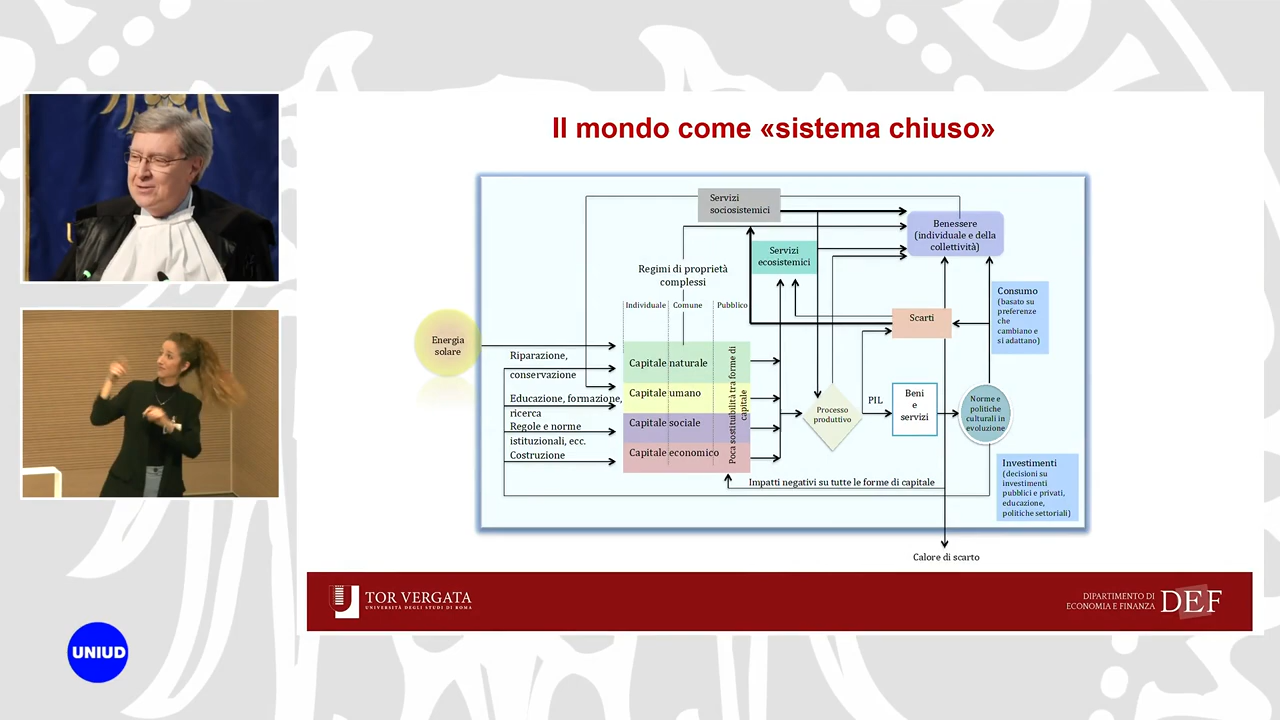 Il mondo come «sistema chiuso»
Servizi
sociosistemici
Benessere
(individuale e della
collettività)
Servizi
ecosistemici
Regimi di proprietà
complessi
Individuale
Comune
Pubblico
Consumo
(basato su
preferenze
che
cambiano e
si adattano)
Scarti
Energia
solare
Riparazione,
conservazione
Educazione, formazione,
ricerca
Regole e norme
istituzionali, ecc.
Costruzione
Capitale naturale
Capitale umano
Capitale sociale
Capitale economico
Poca sostituibilità tra forme di
capitale
Processo
produttivo
PIL
Beni
e
servizi
Norme e
politiche
culturali in
evoluzione
Investimenti
(decisioni su
investimenti
pubblici e privati,
educazione,
politiche settoriali)
Impatti negativi su tutte le forme di capitale
Calore di scarto
TOR VERGATA
UNIVERSITÀ DEGLI STUDI DI ROMA
DIPARTIMENTO DI
ECONOMIA E FINANZA
DEF
UNIUD